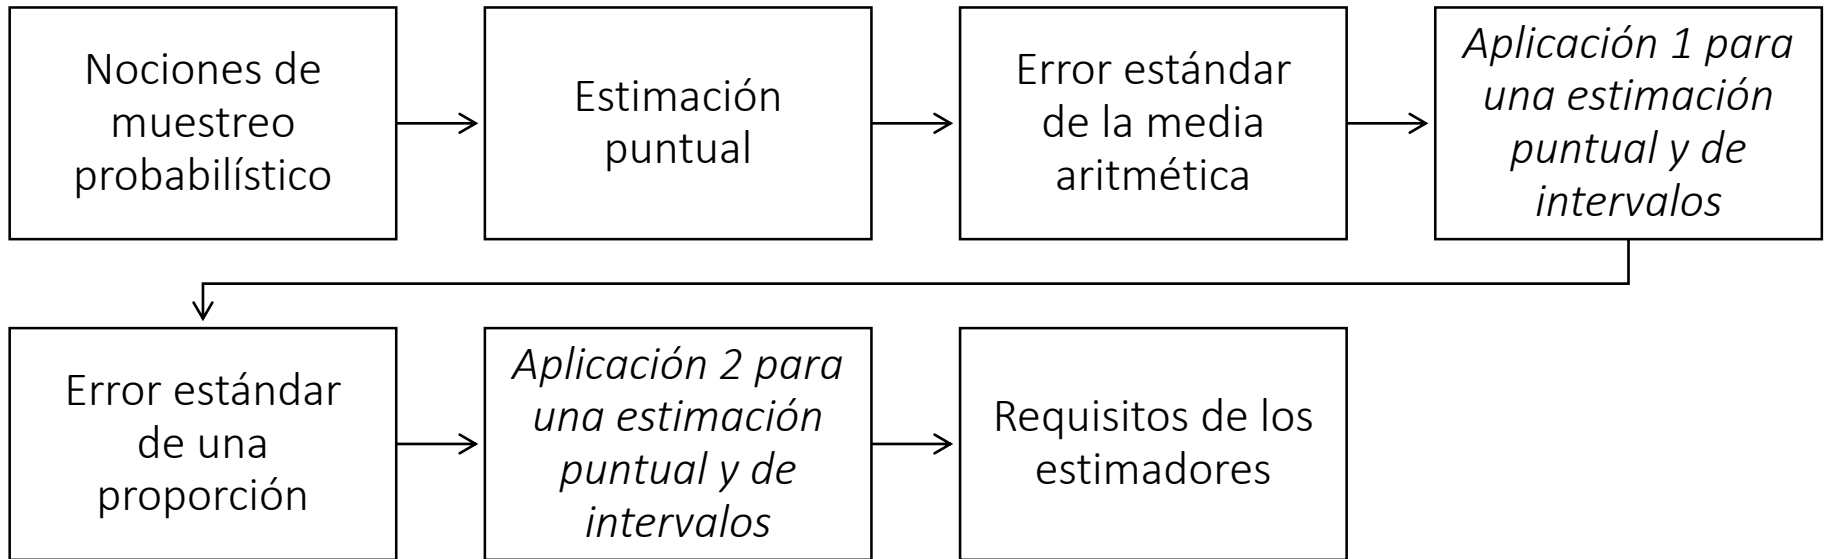 Nociones de
muestreo
probabilístico
Estimación
puntual
Error estándar
de la media
aritmética
Aplicación 1 para
una estimación
puntual y de
intervalos
Error estándar
de una
proporción
Aplicación 2 para
una estimación
puntual y de
intervalos
Requisitos de los
estimadores